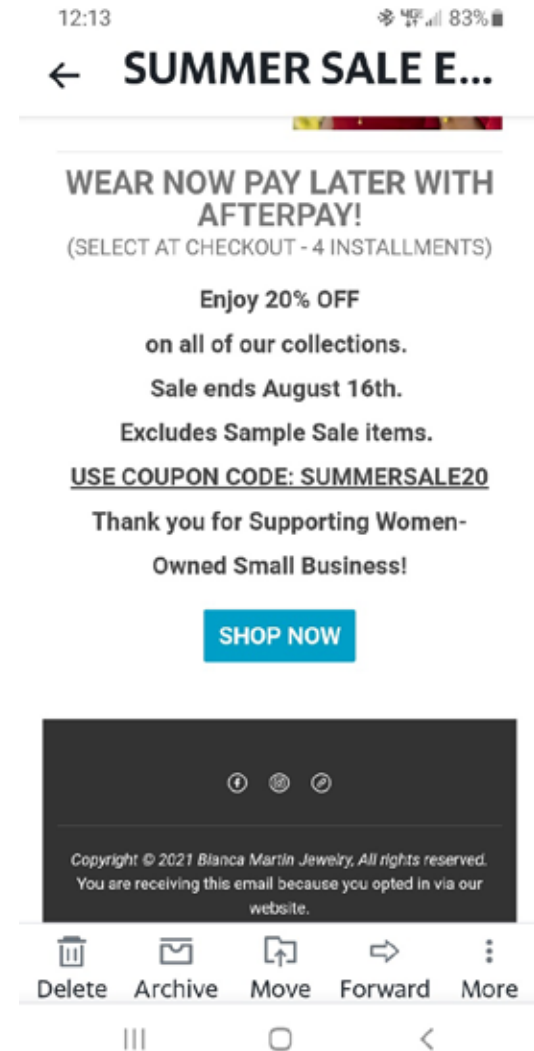 12:13
83%
SUMMER SALE E...
WEAR NOW PAY LATER WITH
AFTERPAY!
(SELECT AT CHECKOUT - 4 INSTALLMENTS)
Enjoy 20% OFF
on all of our collections.
Sale ends August 16th.
Excludes Sample Sale items.
USE COUPON CODE: SUMMERSALE20
Thank you for Supporting Women-
Owned Small Business!
SHOP NOW
Copyright © 2021 Bianca Martin Jewelry, All rights reserved.
You are receiving this email because you opted in via our
website.
Delete Archive Move Forward More